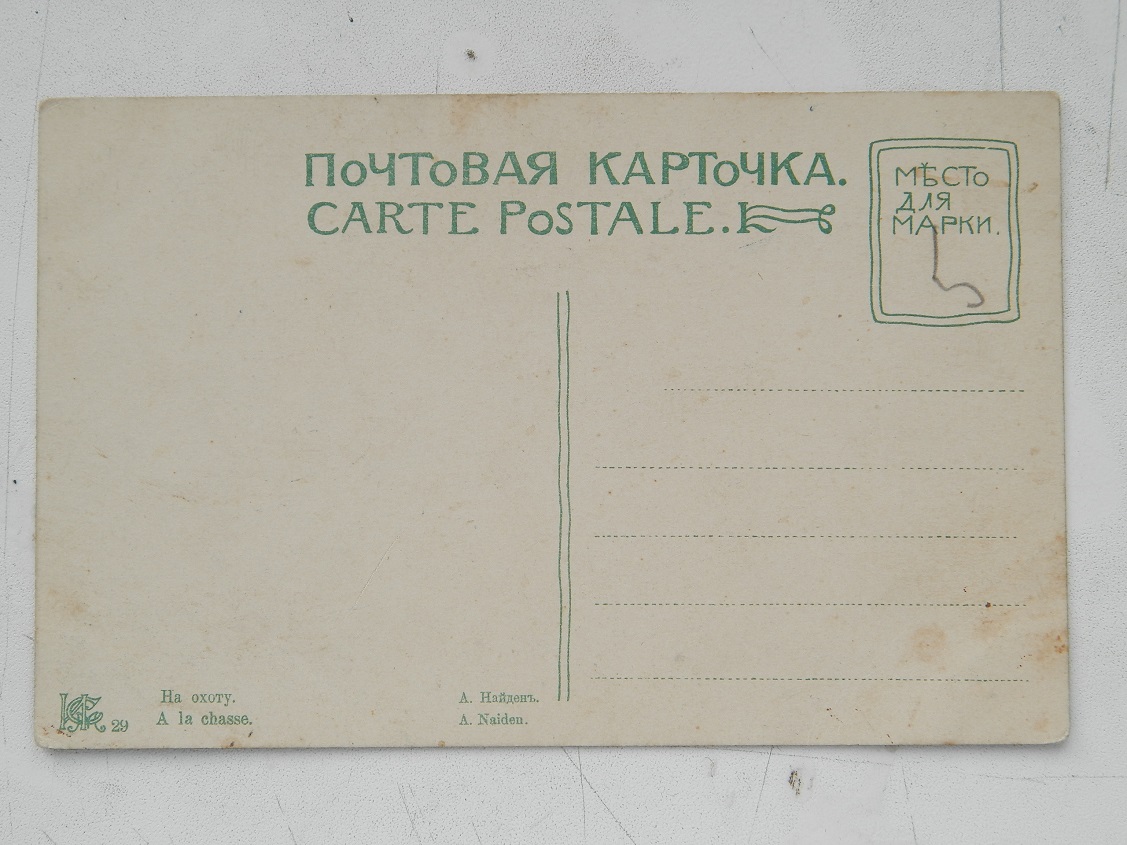 ПОЧТОВАЯ КАРТОЧКА.
CARTE POSTALE.
МѢСТО
ДЛЯ
МАРКИ.
29
На охоту.
A la chasse.
А. Найденъ.
A. Naiden.